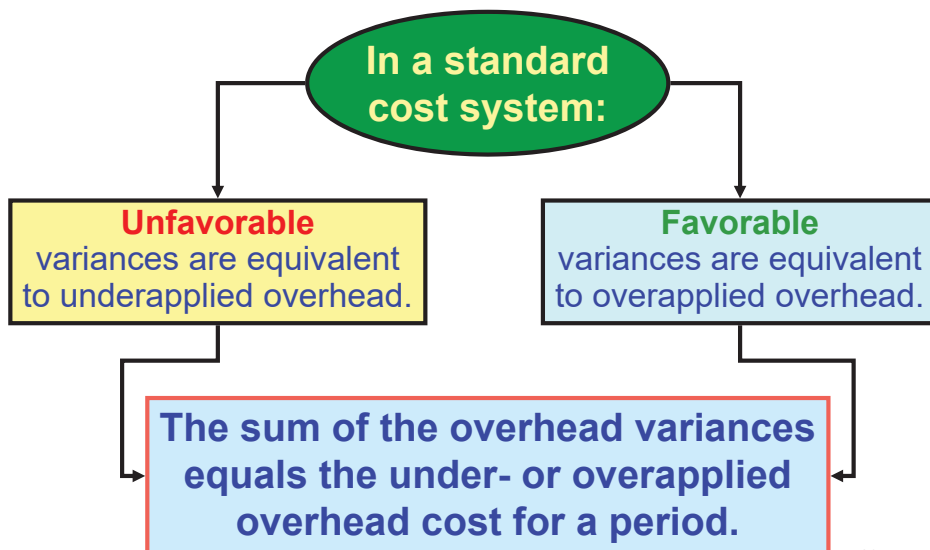 In a standard
cost system:
Unfavorable
variances are equivalent
to underapplied overhead.
Favorable
variances are equivalent
to overapplied overhead.
The sum of the overhead variances
equals the under- or overapplied
overhead cost for a period.